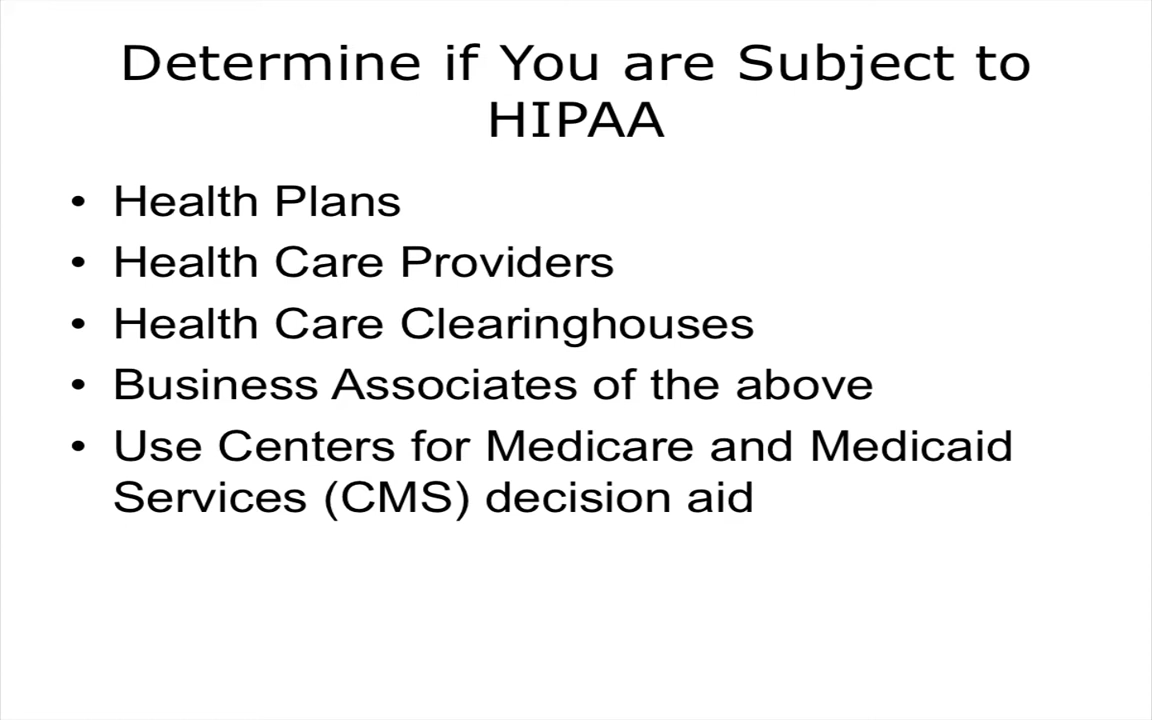 Determine if You are Subject to
HIPAA
• Health Plans
• Health Care Providers
• Health Care Clearinghouses
• Business Associates of the above
• Use Centers for Medicare and Medicaid
Services (CMS) decision aid